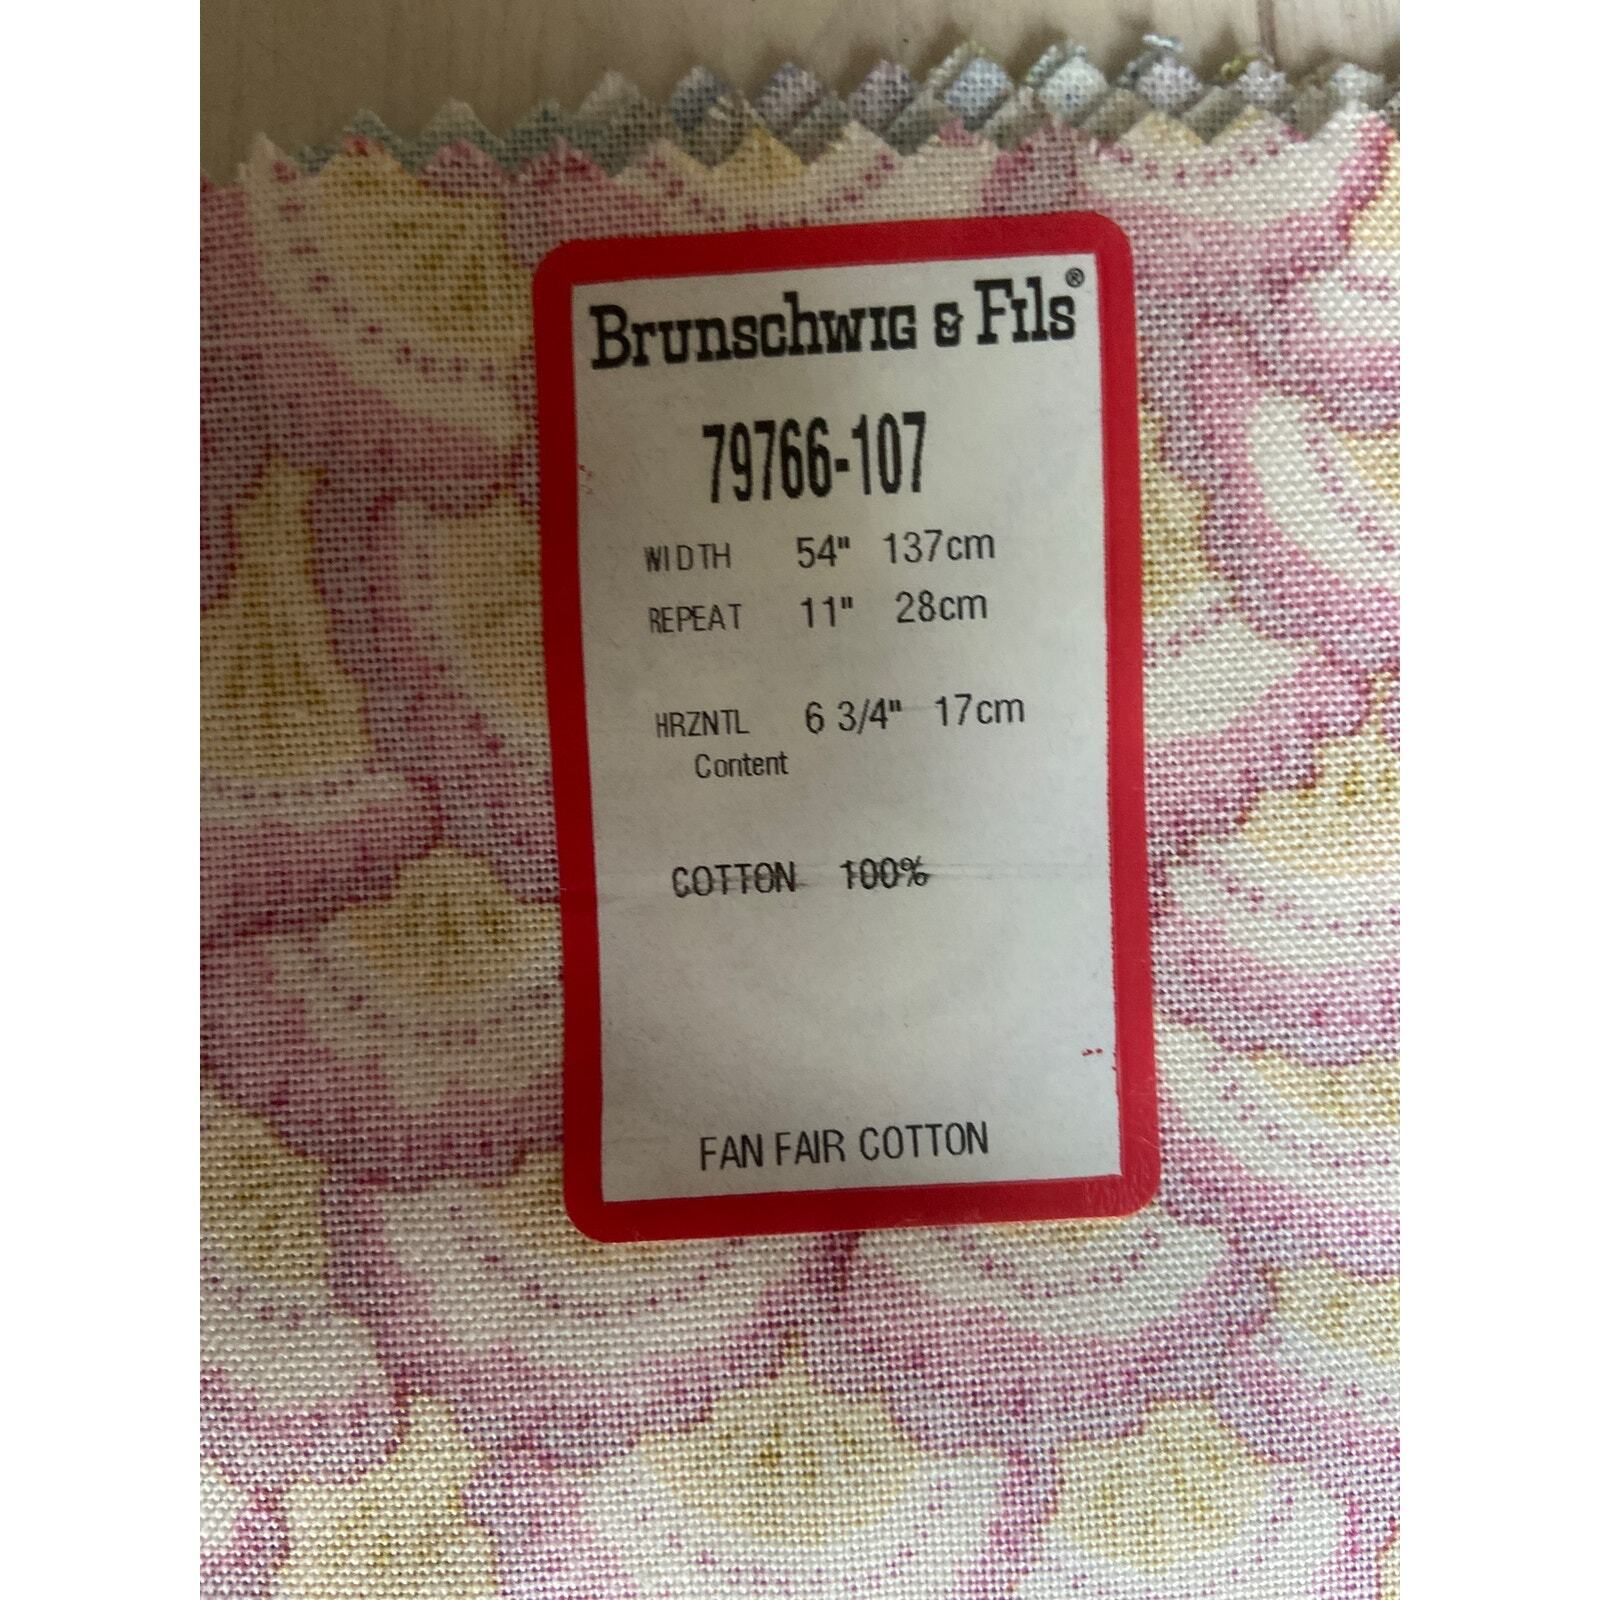 Brunschwig & Fils®
79766-107
WIDTH 54" 137cm
REPEAT 11" 28cm
HRZNTL 6 3/4" 17cm
Content
COTTON 100%
FAN FAIR COTTON